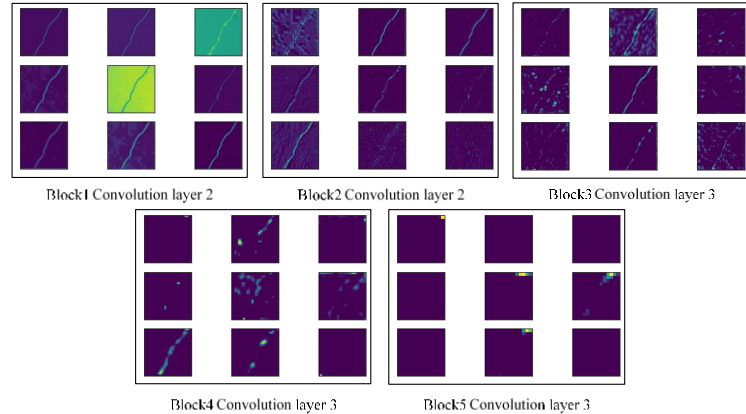 Block1 Convolution layer 2
Block2 Convolution layer 2
Block3 Convolution layer 3
Block4 Convolution layer 3
Block5 Convolution layer 3